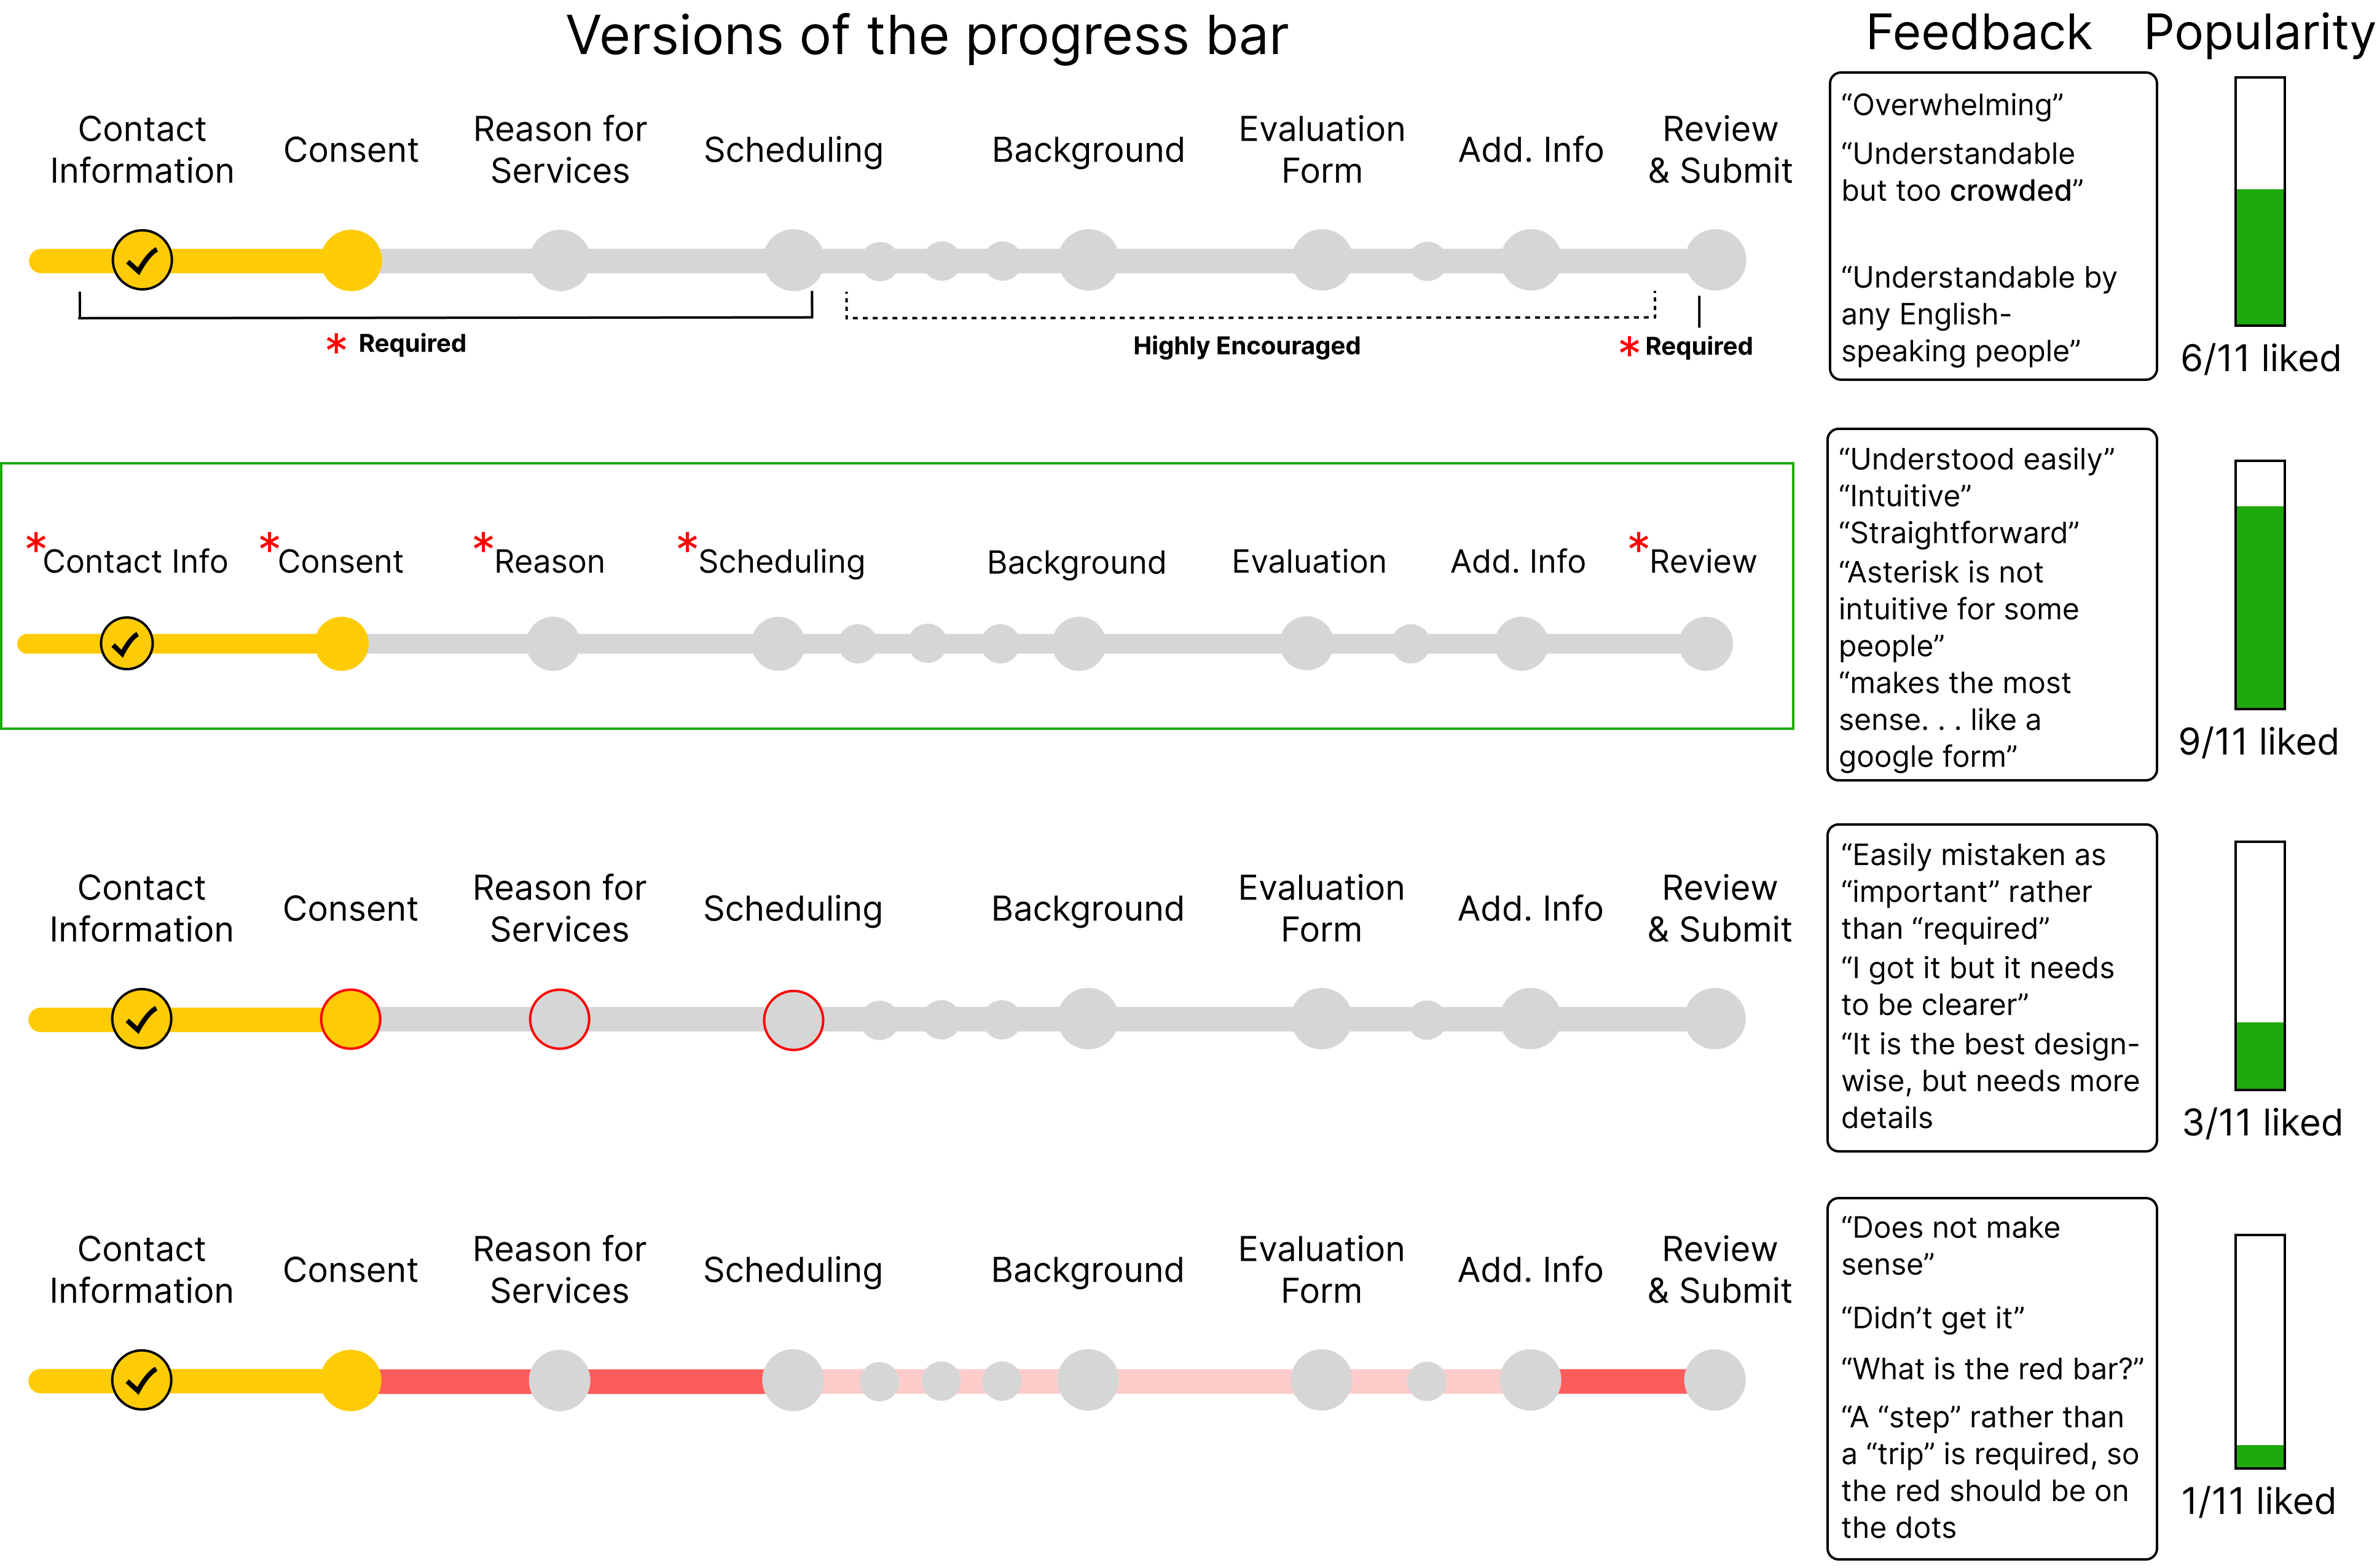 Versions of the progress bar
Feedback
Popularity
Contact
Information
Consent
Reason for
Services
Scheduling
Background
Evaluation
Form
Add. Info
Review
& Submit
* Required
Highly Encouraged
* Required
“Overwhelming”
“Understandable
but too crowded”
“Understandable by
any English-
speaking people”
6/11 liked
*Contact Info
*Consent
*Reason
*Scheduling
Background
Evaluation
Add. Info
*Review
“Understood easily”
“Intuitive”
“Straightforward”
“Asterisk is not
intuitive for some
people”
“makes the most
sense. . . like a
google form”
9/11 liked
Contact
Information
Consent
Reason for
Services
Scheduling
Background
Evaluation
Form
Add. Info
Review
& Submit
“Easily mistaken as
“important” rather
than “required”
“I got it but it needs
to be clearer”
“It is the best design-
wise, but needs more
details
3/11 liked
Contact
Information
Consent
Reason for
Services
Scheduling
Background
Evaluation
Form
Add. Info
Review
& Submit
“Does not make
sense”
“Didn’t get it”
“What is the red bar?”
“A “step” rather than
a “trip” is required, so
the red should be on
the dots
1/11 liked